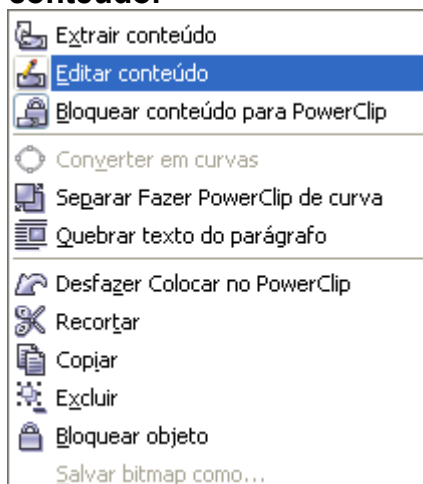 conteúdo.
Extrair conteúdo
Editar conteúdo
Bloquear conteúdo para PowerClip
Converter em curvas
Separar Fazer PowerClip de curva
Quebrar texto do parágrafo
Desfazer Colocar no PowerClip
Recortar
Copiar
Excluir
Bloquear objeto
Salvar bitmap como...